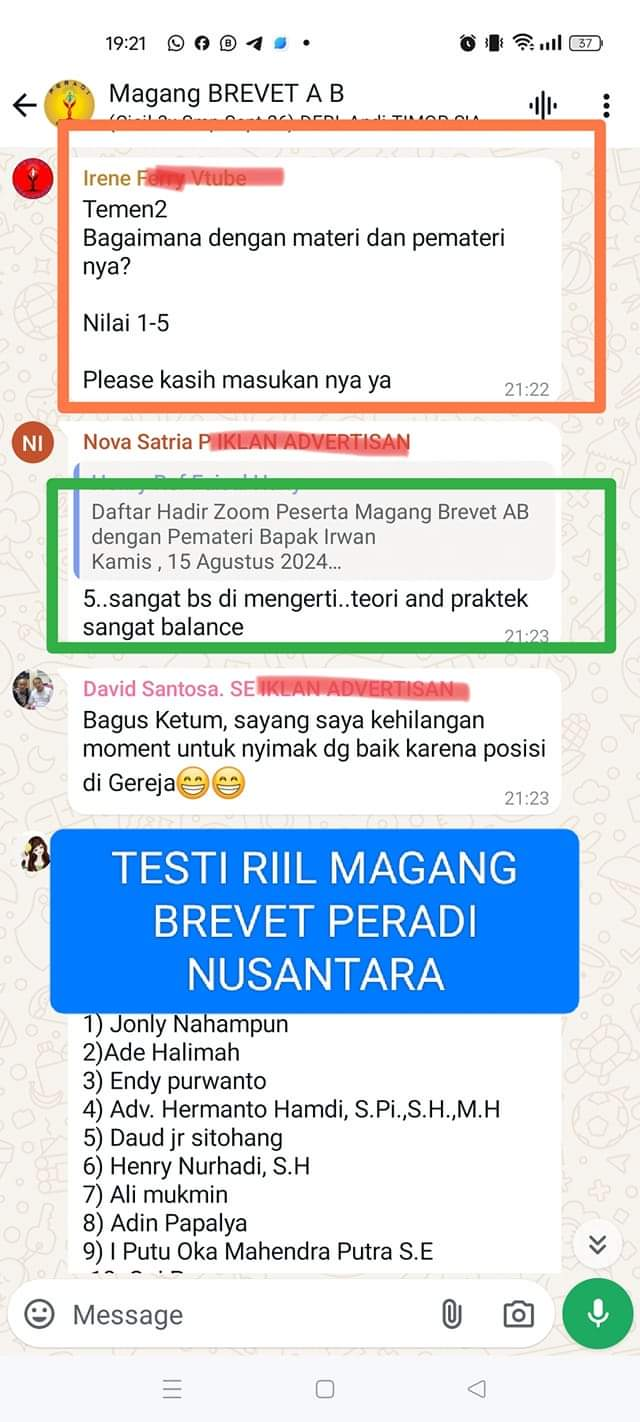 19:21
37
Magang BREVET A B
Irene Ferry Vtube
Temen2
Bagaimana dengan materi dan pemateri
nya?
Nilai 1-5
Please kasih masukan nya ya
21:22
NI
Nova Satria P IKLAN ADVERTISAN
Daftar Hadir Zoom Peserta Magang Brevet AB
dengan Pemateri Bapak Irwan
Kamis , 15 Agustus 2024...
5..sangat bs di mengerti..teori and praktek
sangat balance
21:23
David Santosa. SE IKLAN ADVERTISAN
Bagus Ketum, sayang saya kehilangan
moment untuk nyimak dg baik karena posisi
di Gereja😁😁
21:23
TESTI RIIL MAGANG
BREVET PERADI
NUSANTARA
1) Jonly Nahampun
2)Ade Halimah
3) Endy purwanto
4) Adv. Hermanto Hamdi, S.Pi.,S.H.,M.H
5) Daud jr sitohang
6) Henry Nurhadi, S.H
7) Ali mukmin
8) Adin Papalya
9) I Putu Oka Mahendra Putra S.E
Message